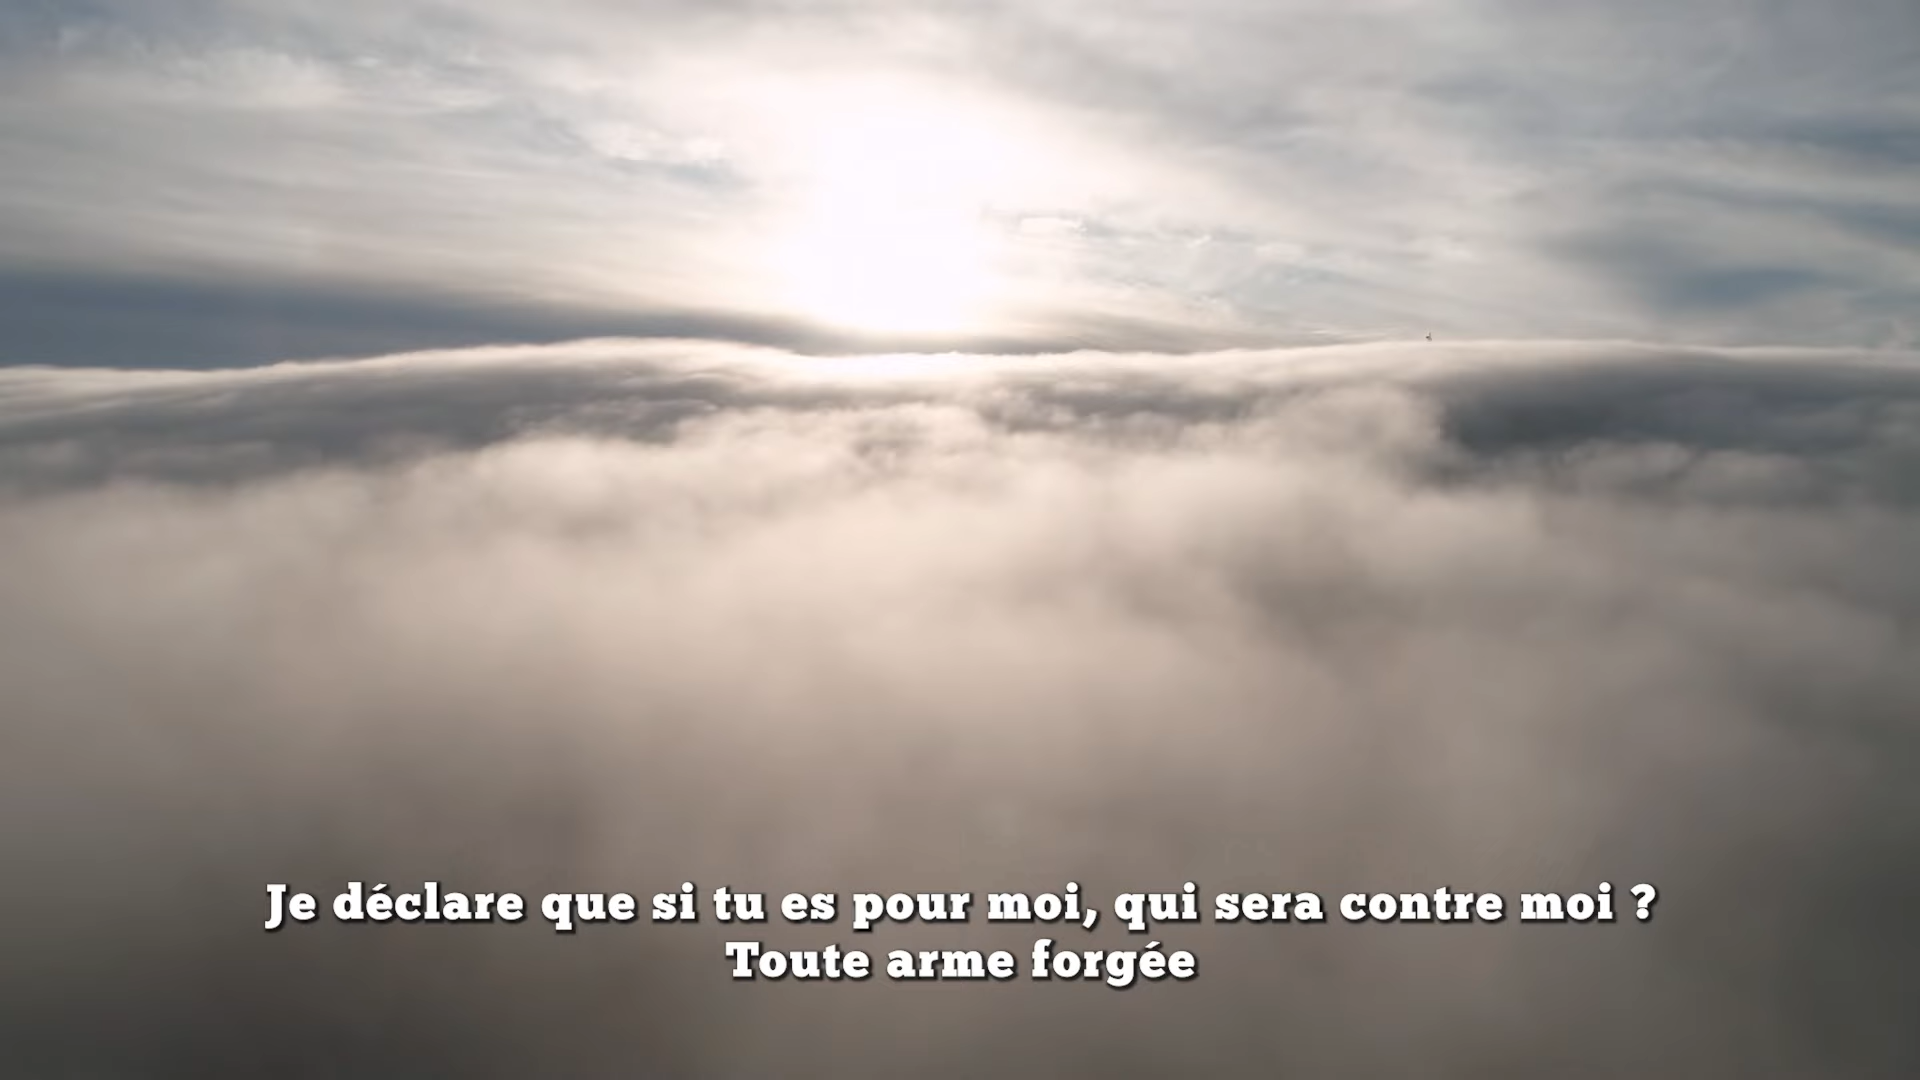 Je déclare que si tu es pour moi, qui sera contre moi ?
Toute arme forgée